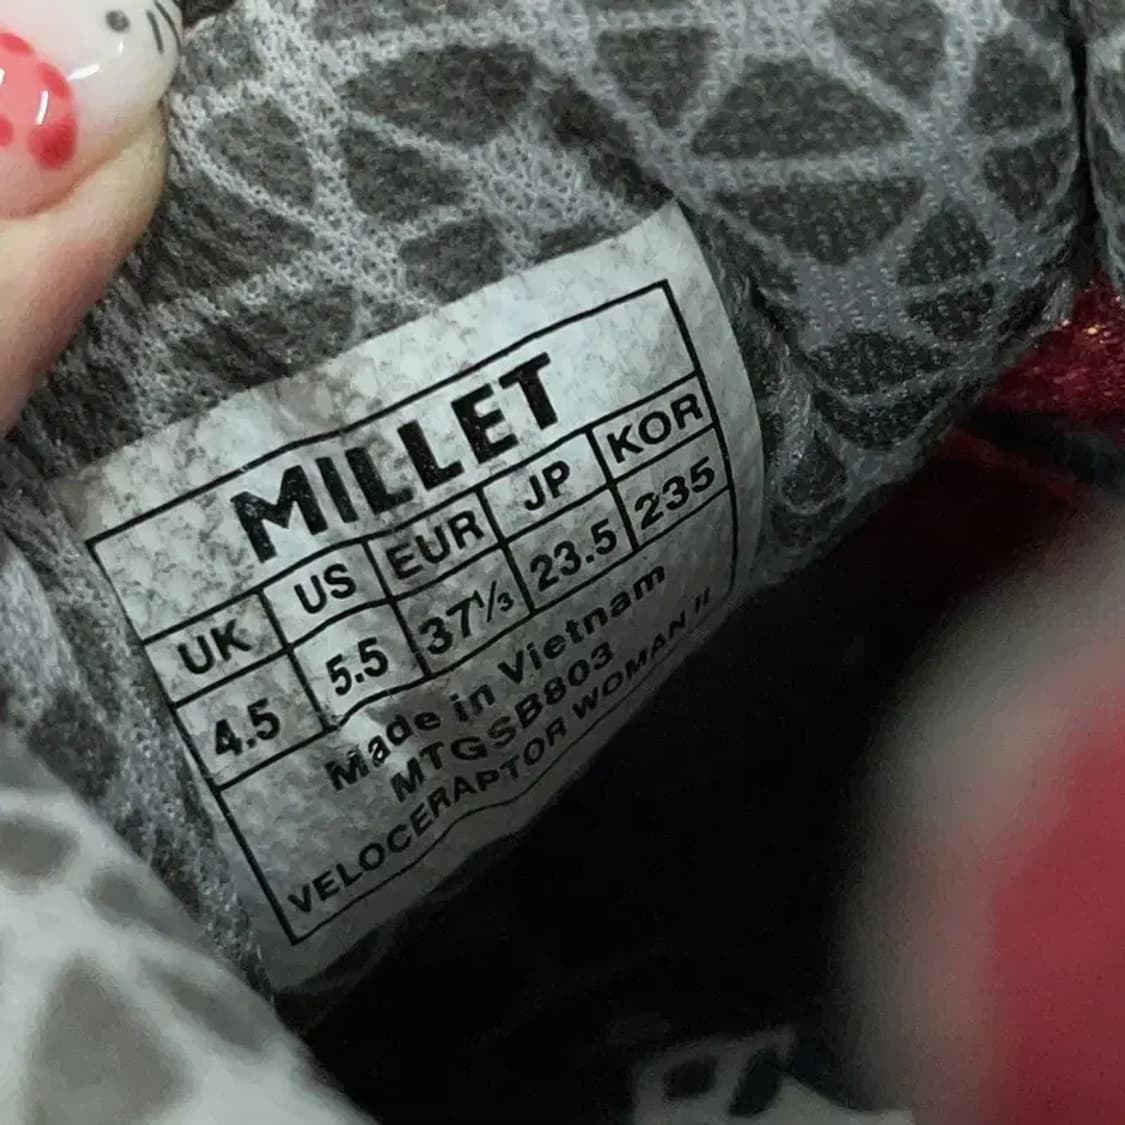 MILLET
UK US EUR JP KOR
4.5 5.5 37⅓ 23.5 235
Made in Vietnam
MTGSB803
VELOCERAPTOR WOMAN II